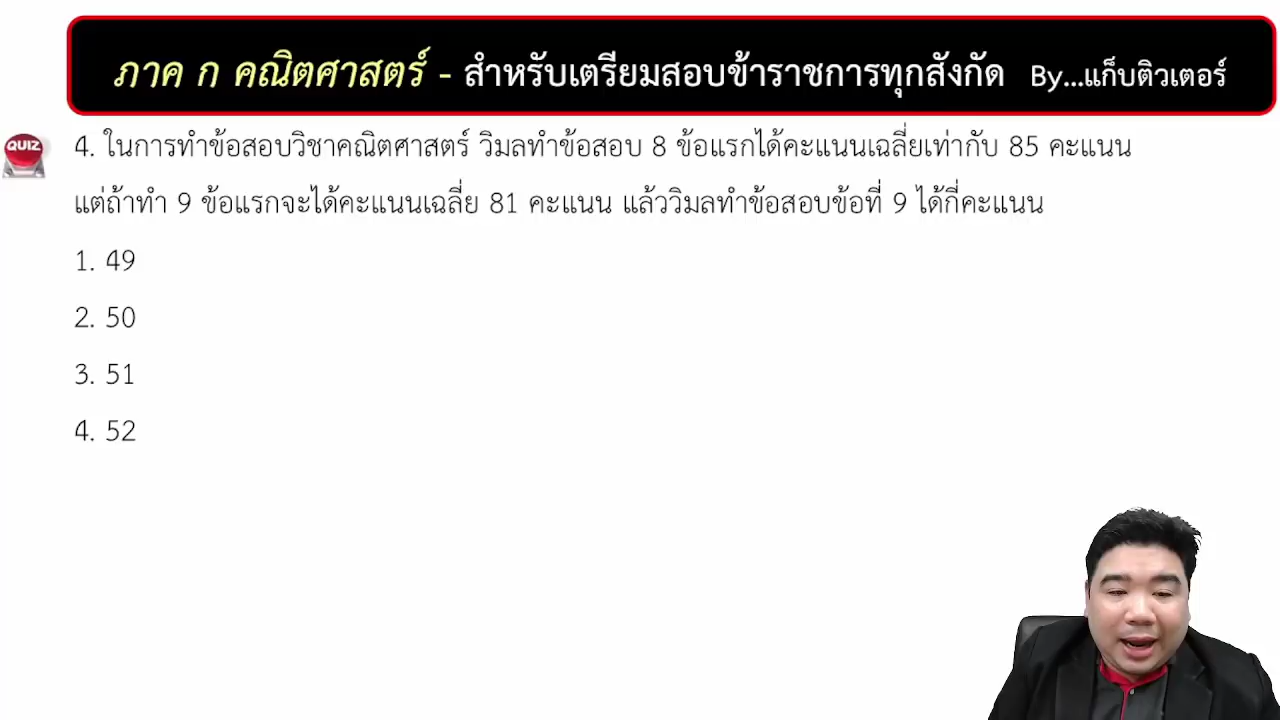 ภาค ก คณิตศาสตร์ - สำหรับเตรียมสอบข้าราชการทุกสังกัด By...แก็บติวเตอร์
QUIZ
4. ในการทำข้อสอบวิชาคณิตศาสตร์ วิมลทำข้อสอบ 8 ข้อแรกได้คะแนนเฉลี่ยเท่ากับ 85 คะแนน
แต่ถ้าทำ 9 ข้อแรกจะได้คะแนนเฉลี่ย 81 คะแนน แล้ววิมลทำข้อสอบข้อที่ 9 ได้กี่คะแนน
1. 49
2. 50
3. 51
4. 52